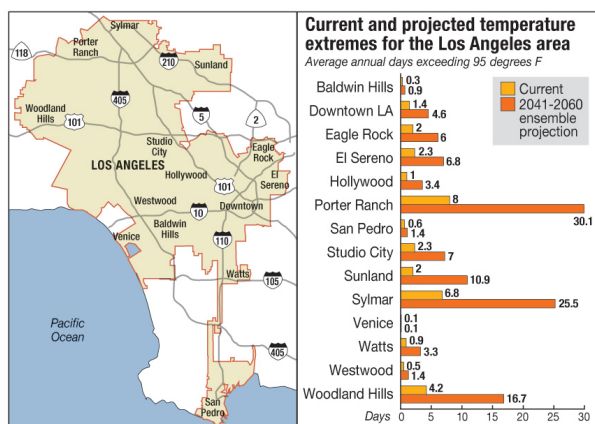 Sylmar
118
Porter
Ranch
210
Sunland
405
5
2
Woodland
Hills
101
Studio
City
Eagle
Rock
LOS ANGELES
Hollywood
El
Sereno
101
Westwood
10
Downtown
Baldwin
Hills
Venice
110
Watts
105
Pacific
Ocean
405
San
Pedro
Current and projected temperature
extremes for the Los Angeles area
Average annual days exceeding 95 degrees F
Current
2041-2060
ensemble
projection
Baldwin Hills 0.3
0.9
Downtown LA 1.4
4.6
Eagle Rock 2
6
El Sereno 2.3
6.8
Hollywood 1
3.4
Porter Ranch 8
30.1
San Pedro 0.6
1.4
Studio City 2.3
7
Sunland 2
10.9
Sylmar 6.8
25.5
Venice 0.1
0.1
Watts 0.9
3.3
Westwood 0.5
1.4
Woodland Hills 4.2
16.7
Days 0 5 10 15 20 25 30